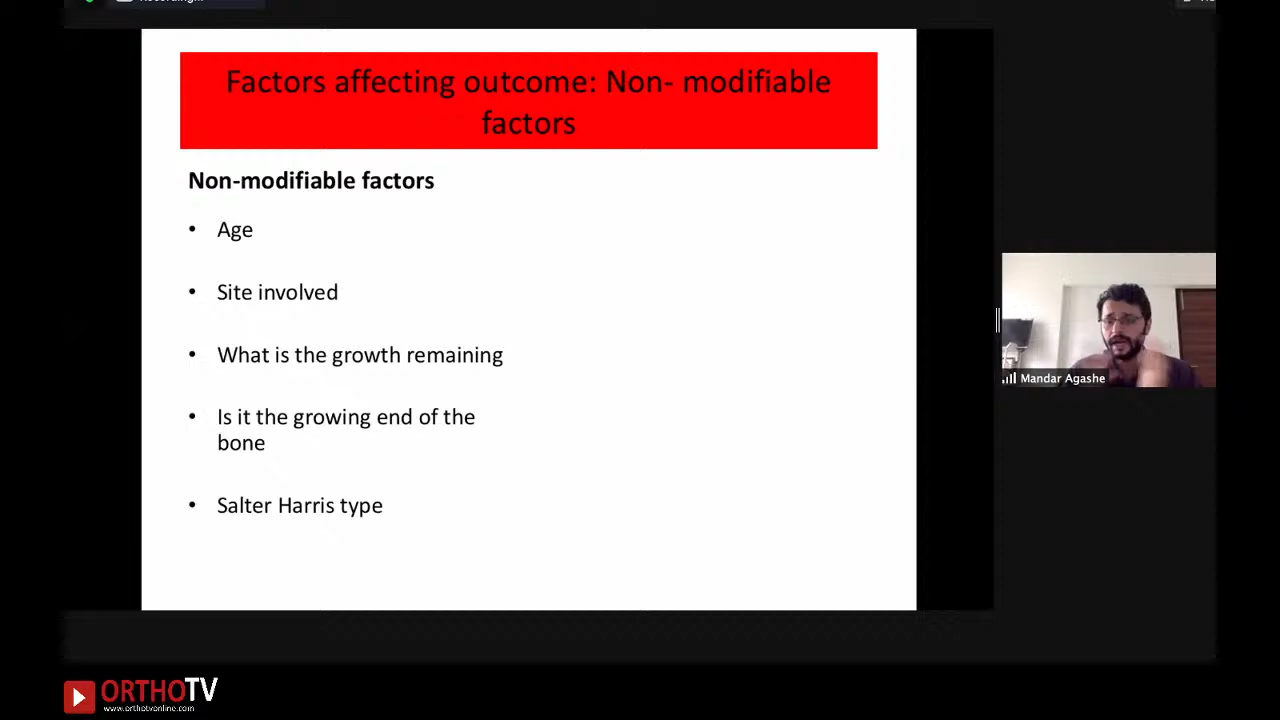 Factors affecting outcome: Non- modifiable
factors
Non-modifiable factors
• Age
• Site involved
• What is the growth remaining
• Is it the growing end of the
bone
• Salter Harris type
Mandar Agashe
ORTHOTV
www.orthotvonline.com